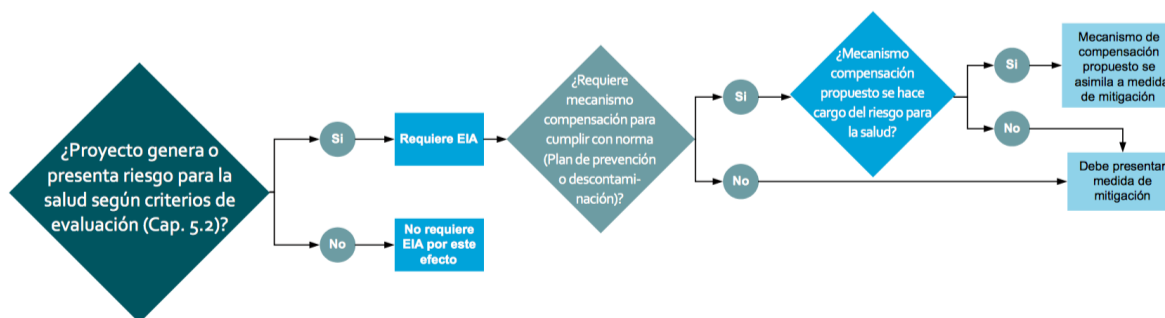 ¿Proyecto genera o
presenta riesgo para la
salud según criterios de
evaluación (Cap. 5.2)?
Si
Requiere EIA
No
No requiere
EIA por este
efecto
¿Requiere
mecanismo
compensación para
cumplir con norma
(Plan de prevención
o descontami-
nación)?
Si
¿Mecanismo
compensación
propuesto se hace
cargo del riesgo para
la salud?
Si
Mecanismo de
compensación
propuesto se
asimila a medida
de mitigación
No
No
Debe presentar
medida de
mitigación